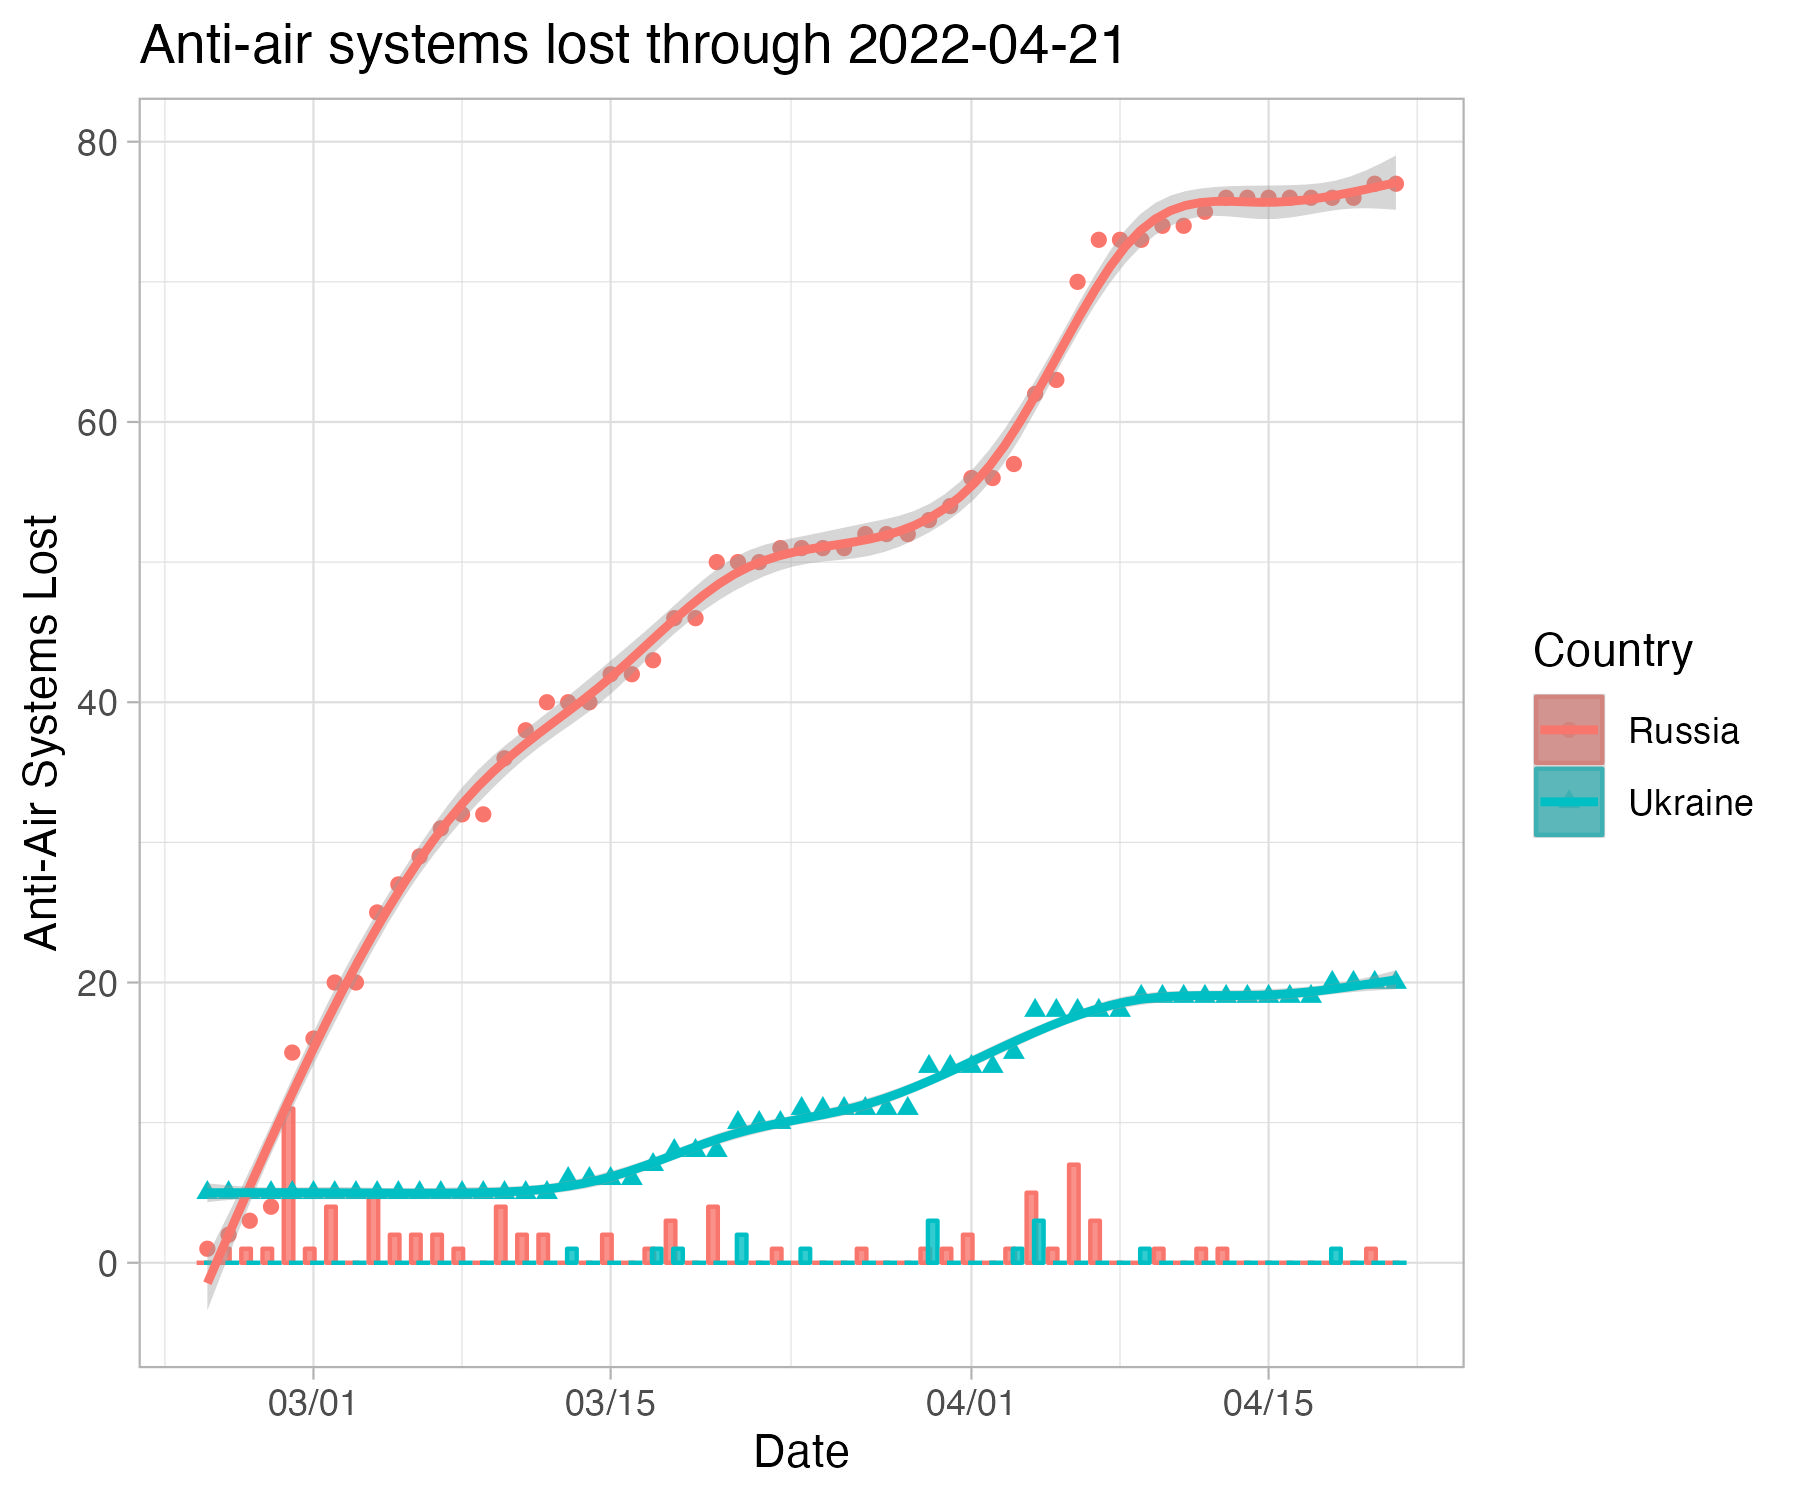 Anti-air systems lost through 2022-04-21
Anti-Air Systems Lost
80
60
40
20
0
03/01
03/15
04/01
04/15
Date
Country
Russia
Ukraine